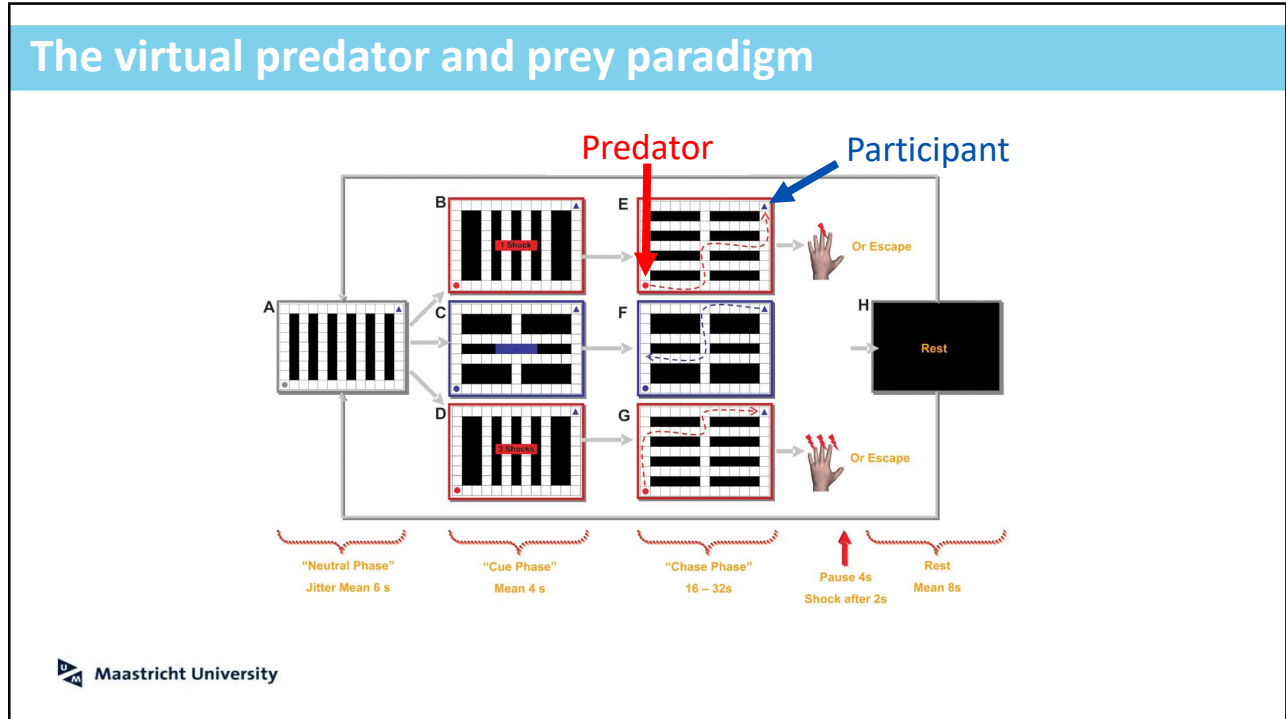 The virtual predator and prey paradigm
Predator
Participant
B
1 Shock
E
Or Escape
A
C
F
H
Rest
D
3 Shocks
G
Or Escape
"Neutral Phase"
Jitter Mean 6 s
"Cue Phase"
Mean 4 s
"Chase Phase"
16 – 32s
Pause 4s
Shock after 2s
Rest
Mean 8s
U
M
Maastricht University